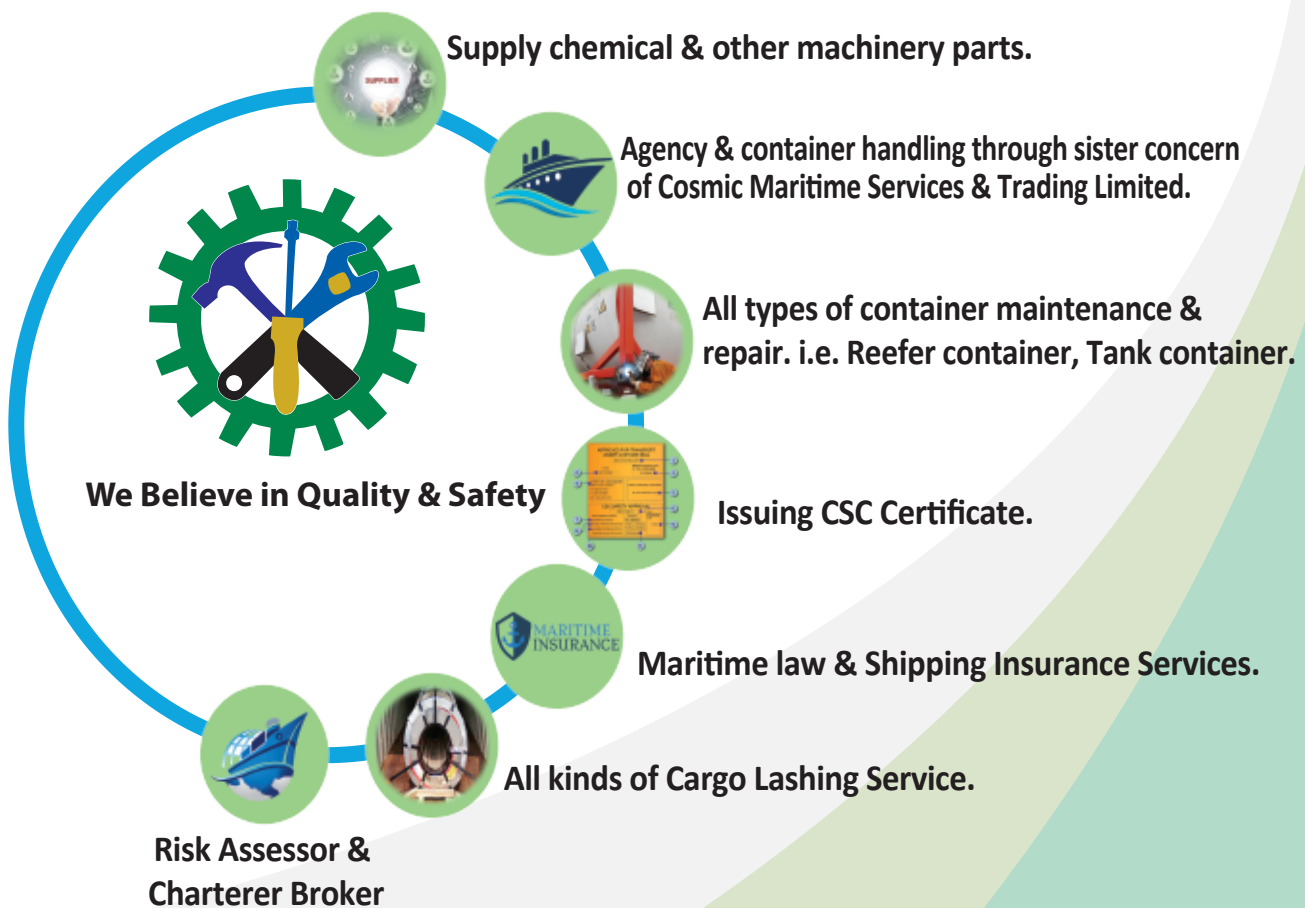 Supply chemical & other machinery parts.
SUPPLIER
Agency & container handling through sister concern
of Cosmic Maritime Services & Trading Limited.
All types of container maintenance &
repair. i.e. Reefer container, Tank container.
We Believe in Quality & Safety
Issuing CSC Certificate.
MARITIME
INSURANCE
Maritime law & Shipping Insurance Services.
All kinds of Cargo Lashing Service.
Risk Assessor &
Charterer Broker